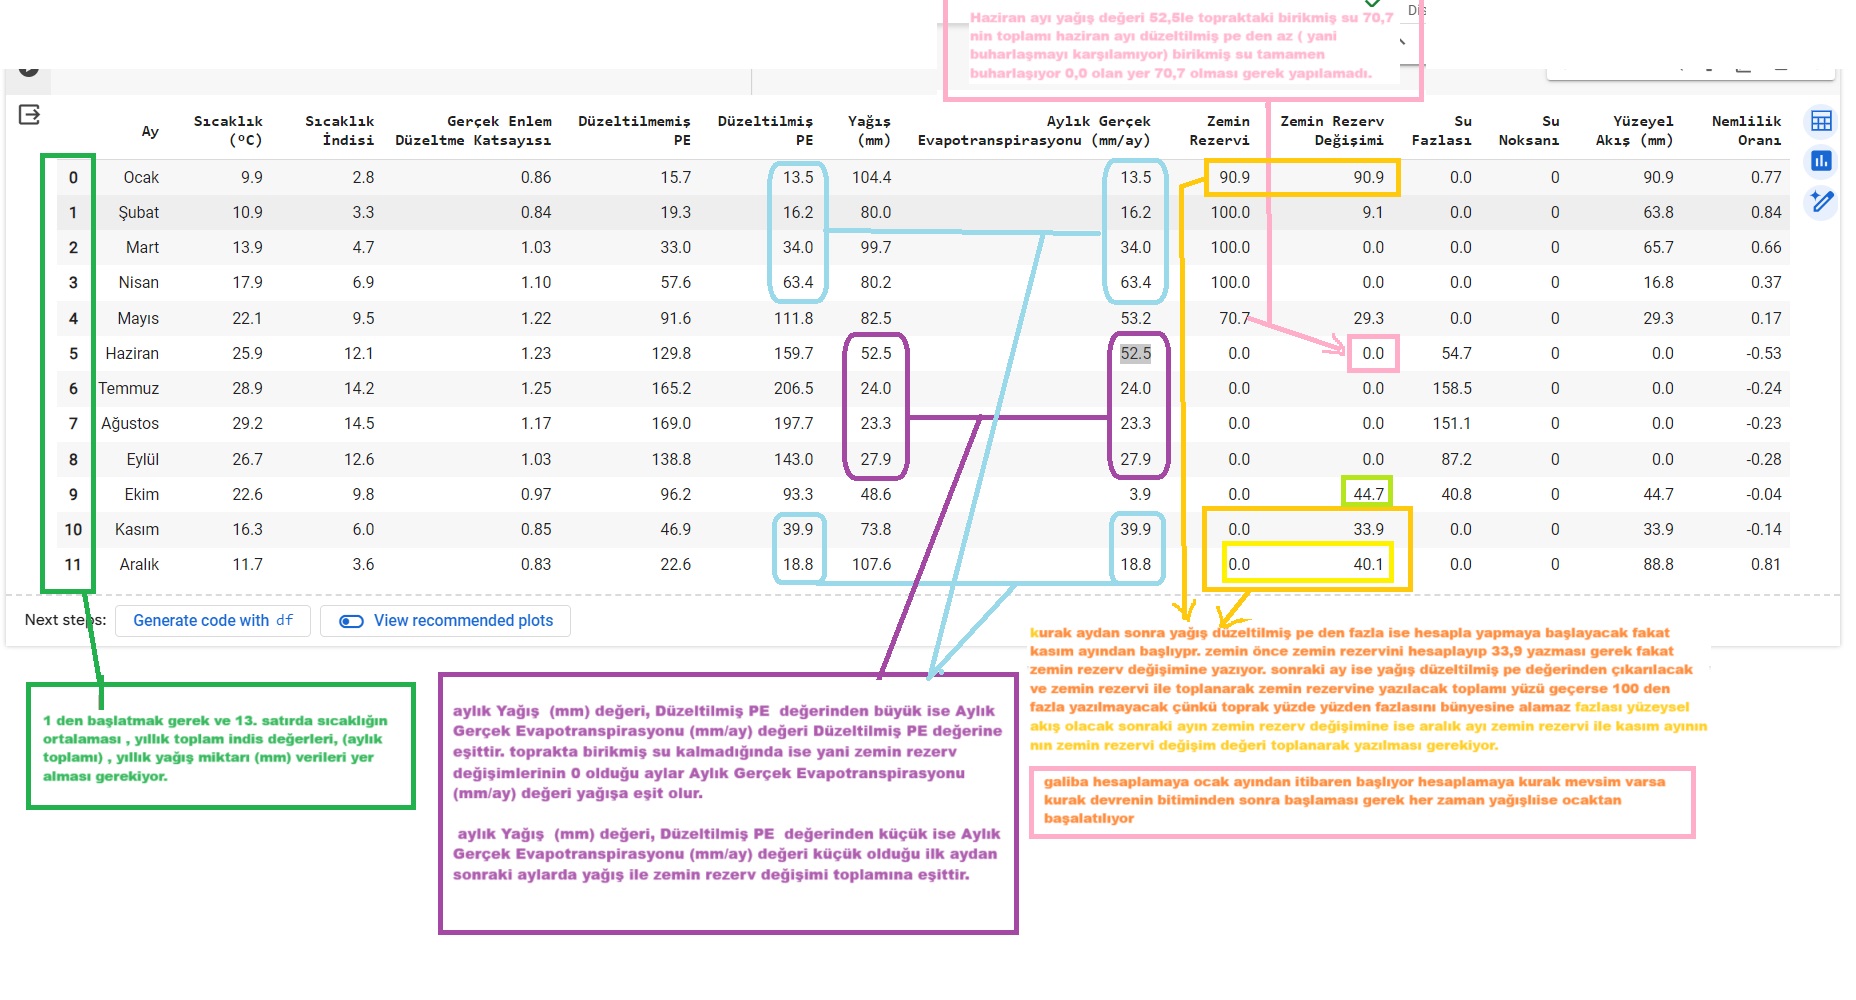 Haziran ayı yağış değeri 52,5le topraktaki birikmiş su 70,7
nin toplamı haziran ayı düzeltilmiş pe den az ( yani
buharlaşmayı karşılamıyor) birikmiş su tamamen
buharlaşıyor 0,0 olan yer 70,7 olması gerek yapılamadı.
Ay Sıcaklık (ºC) Sıcaklık İndisi Gerçek Enlem Düzeltme Katsayısı Düzeltilmemiş PE Düzeltilmiş PE Yağış (mm) Aylık Gerçek Evapotranspirasyonu (mm/ay) Zemin Rezervi Zemin Rezerv Değişimi Su Fazlası Su Noksanı Yüzeyel Akış (mm) Nemlilik Oranı
0 Ocak 9.9 2.8 0.86 15.7 13.5 104.4 13.5 90.9 90.9 0.0 0 90.9 0.77
1 Şubat 10.9 3.3 0.84 19.3 16.2 80.0 16.2 100.0 9.1 0.0 0 63.8 0.84
2 Mart 13.9 4.7 1.03 33.0 34.0 99.7 34.0 100.0 0.0 0.0 0 65.7 0.66
3 Nisan 17.9 6.9 1.10 57.6 63.4 80.2 63.4 100.0 0.0 0.0 0 16.8 0.37
4 Mayıs 22.1 9.5 1.22 91.6 111.8 82.5 53.2 70.7 29.3 0.0 0 29.3 0.17
5 Haziran 25.9 12.1 1.23 129.8 159.7 52.5 52.5 0.0 0.0 54.7 0 0.0 -0.53
6 Temmuz 28.9 14.2 1.25 165.2 206.5 24.0 24.0 0.0 0.0 158.5 0 0.0 -0.24
7 Ağustos 29.2 14.5 1.17 169.0 197.7 23.3 23.3 0.0 0.0 151.1 0 0.0 -0.23
8 Eylül 26.7 12.6 1.03 138.8 143.0 27.9 27.9 0.0 0.0 87.2 0 0.0 -0.28
9 Ekim 22.6 9.8 0.97 96.2 93.3 48.6 3.9 0.0 44.7 40.8 0 44.7 -0.04
10 Kasım 16.3 6.0 0.85 46.9 39.9 73.8 39.9 0.0 33.9 0.0 0 33.9 -0.14
11 Aralık 11.7 3.6 0.83 22.6 18.8 107.6 18.8 0.0 40.1 0.0 0 88.8 0.81
Next steps: Generate code with df View recommended plots
1 den başlatmak gerek ve 13. satırda sıcaklığın
ortalaması , yıllık toplam indis değerleri, (aylık
toplamı) , yıllık yağış miktarı (mm) verileri yer
alması gerekiyor.
aylık Yağış (mm) değeri, Düzeltilmiş PE değerinden büyük ise Aylık
Gerçek Evapotranspirasyonu (mm/ay) değeri Düzeltilmiş PE değerine
eşittir. toprakta birikmiş su kalmadığında ise yani zemin rezerv
değişimlerinin 0 olduğu aylar Aylık Gerçek Evapotranspirasyonu
(mm/ay) değeri yağışa eşit olur.
aylık Yağış (mm) değeri, Düzeltilmiş PE değerinden küçük ise Aylık
Gerçek Evapotranspirasyonu (mm/ay) değeri küçük olduğu ilk aydan
sonraki aylarda yağış ile zemin rezerv değişimi toplamına eşittir.
kurak aydan sonra yağış düzeltilmiş pe den fazla ise hesapla yapmaya başlayacak fakat
kasım ayından başlıypr. zemin önce zemin rezervini hesaplayıp 33,9 yazması gerek fakat
zemin rezerv değişimine yazıyor. sonraki ay ise yağış düzeltilmiş pe değerinden çıkarılacak
ve zemin rezervi ile toplanarak zemin rezervine yazılacak toplamı yüzü geçerse 100 den
fazla yazılmayacak çünkü toprak yüzde yüzden fazlasını bünyesine alamaz fazlası yüzeysel
akış olacak sonraki ayın zemin rezerv değişimine ise aralık ayı zemin rezervi ile kasım ayının
nın zemin rezervi değişim değeri toplanarak yazılması gerekiyor.
galiba hesaplamaya ocak ayından itibaren başlıyor hesaplamaya kurak mevsim varsa
kurak devrenin bitiminden sonra başlaması gerek her zaman yağışlıise ocaktan
başalatılıyor